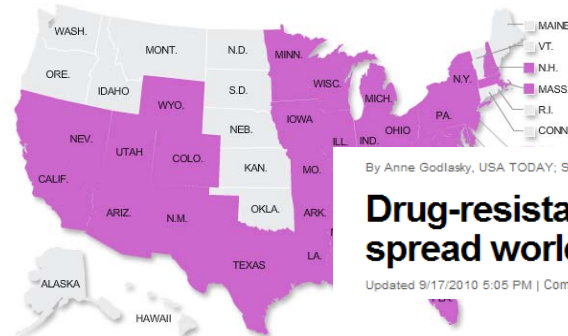 WASH.
MONT.
N.D.
MINN.
MAINE
VT.
ORE.
IDAHO
S.D.
WISC.
MICH.
N.Y.
N.H.
MASS.
WYO.
NEB.
IOWA
PA.
R.I.
NEV.
UTAH
COLO.
ILL.
IND.
OHIO
CONN
CALIF.
KAN.
MO.
ARIZ.
N.M.
OKLA.
ARK.
TEXAS
LA.
ALASKA
HAWAII
By Anne Godlasky, USA TODAY; S
Drug-resista
spread worl
Updated 9/17/2010 5:05 PM | Com